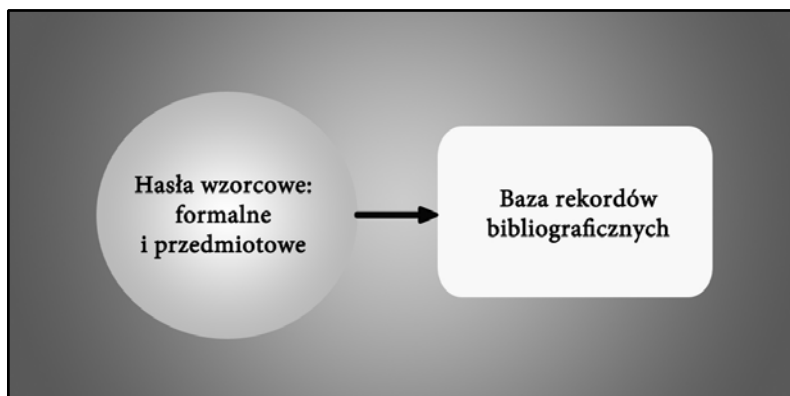 Hasła wzorcowe:
formalne
i przedmiotowe
Baza rekordów
bibliograficznych